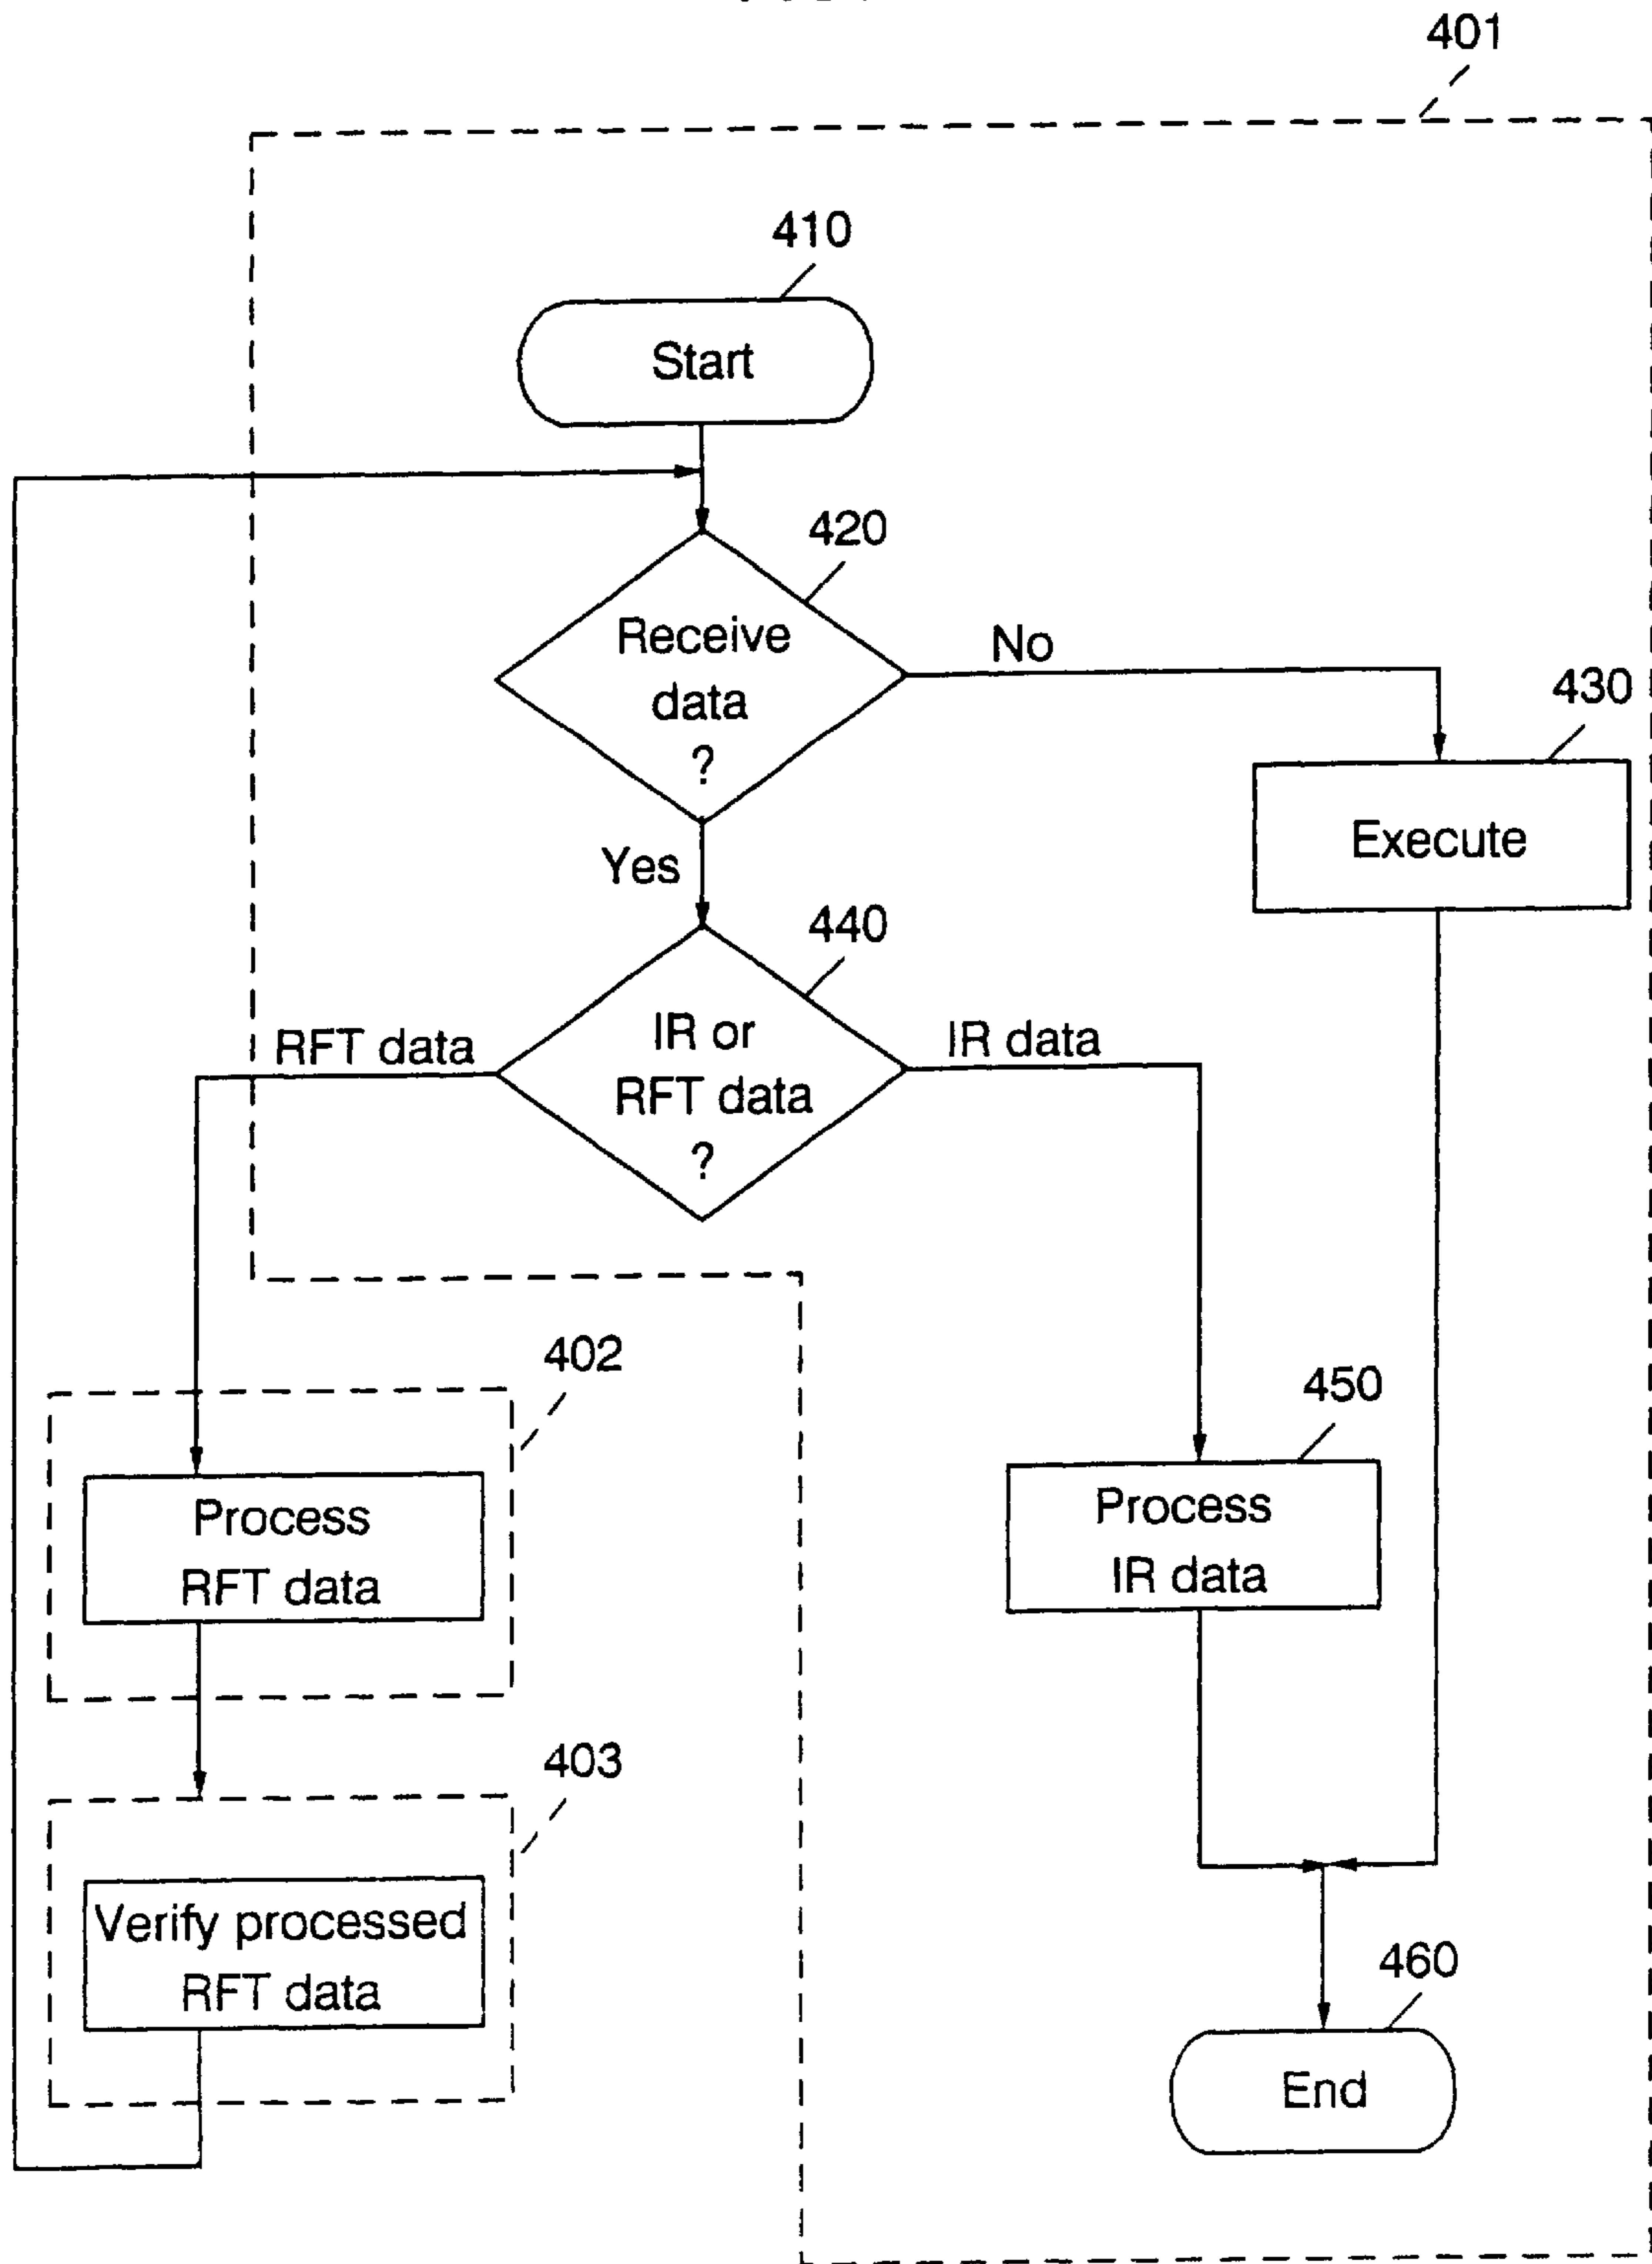 401
410
Start
420
Receive
data
?
No
430
Execute
Yes
440
IR or
RFT data
?
RFT data
IR data
402
Process
RFT data
450
Process
IR data
403
Verify processed
RFT data
460
End